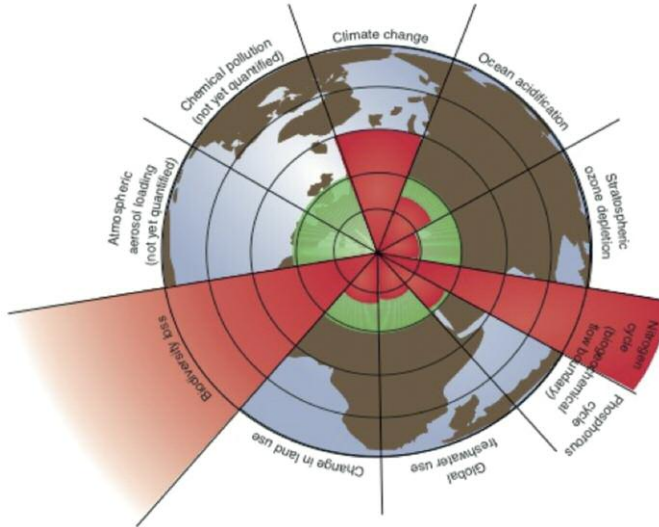 Climate change
Ocean acidification
Stratospheric
ozone depletion
Nitrogen
cycle
(biogeochemical
flow boundary)
Phosphorous
cycle
Global
freshwater use
Change in land use
Biodiversity loss
Atmospheric
aerosol loading
(not yet quantified)
Chemical pollution
(not yet quantified)